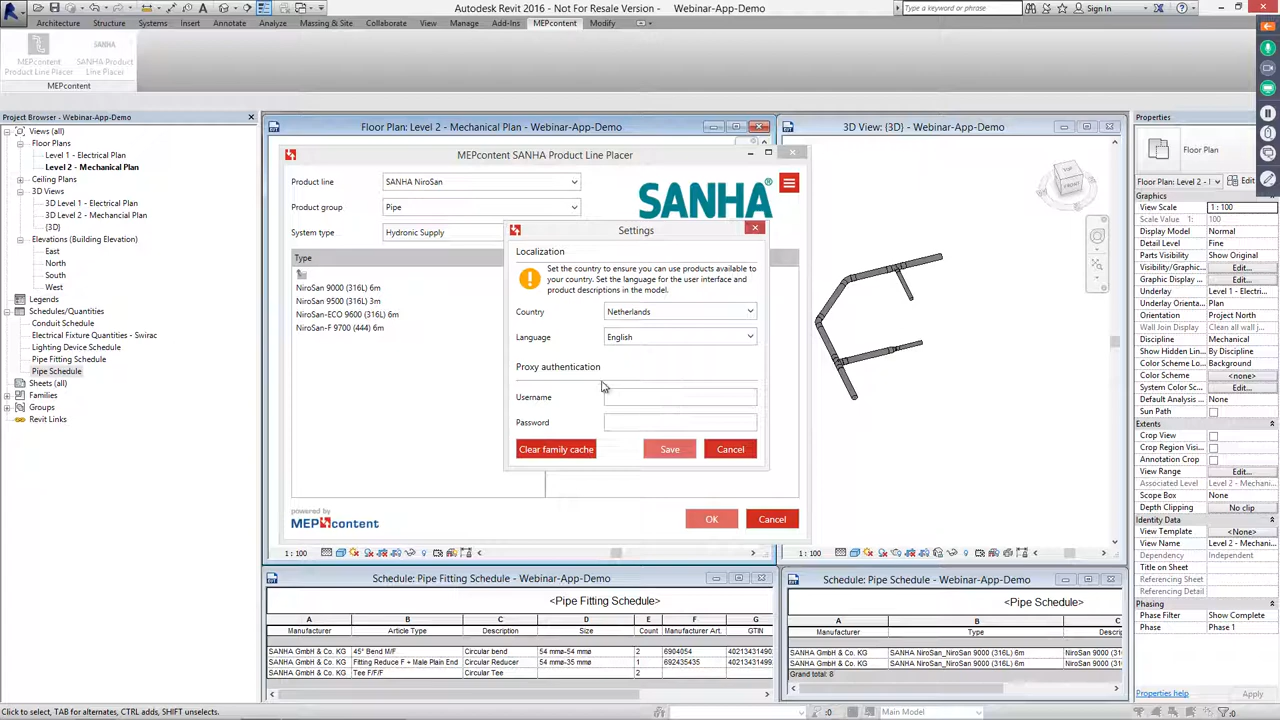 Autodesk Revit 2016 - Not For Resale Version - Webinar-App-Demo
Type a keyword or phrase
Sign In
Architecture Structure Systems Insert Annotate Analyze Massing & Site Collaborate View Manage Add-Ins MEPcontent Modify
MEPcontent
Product Line Placer
SANHA
SANHA Product
Line Placer
MEPcontent
Project Browser - Webinar-App-Demo
Views (all)
Floor Plans
Level 1 - Electrical Plan
Level 2 - Mechanical Plan
Ceiling Plans
3D Views
3D Level 1 - Electrical Plan
3D Level 2 - Mechancial Plan
{3D}
Elevations (Building Elevation)
East
North
South
West
Legends
Schedules/Quantities
Conduit Schedule
Electrical Fixture Quantities - Swirac
Lighting Device Schedule
Pipe Fitting Schedule
Pipe Schedule
Sheets (all)
Families
Groups
Revit Links
Floor Plan: Level 2 - Mechanical Plan - Webinar-App-Demo
MEPcontent SANHA Product Line Placer
Product line SANHA NiroSan
Product group Pipe
System type Hydronic Supply
SANHA®
Type
NiroSan 9000 (316L) 6m
NiroSan 9500 (316L) 3m
NiroSan-ECO 9600 (316L) 6m
NiroSan-F 9700 (444) 6m
powered by
MEPcontent
OK Cancel
Settings
Localization
Set the country to ensure you can use products available to
your country. Set the language for the user interface and
product descriptions in the model.
Country Netherlands
Language English
Proxy authentication
Username
Password
Clear family cache Save Cancel
1 : 100
3D View: {3D} - Webinar-App-Demo
TOP
FRONT
1 : 100
Schedule: Pipe Fitting Schedule - Webinar-App-Demo
<Pipe Fitting Schedule>
A B C D E F G
Manufacturer Article Type Description Size Count Manufacturer Art. GTIN
SANHA GmbH & Co. KG 45° Bend M/F Circular bend 54 mm-54 mm 2 6904054 40213431490
SANHA GmbH & Co. KG Fitting Reduce F + Male Plain End Circular Reducer 54 mm-35 mm 1 692435435 40213431499
SANHA GmbH & Co. KG Tee F/F/F Circular Tee 2
Schedule: Pipe Schedule - Webinar-App-Demo
<Pipe Schedule>
A B
Manufacturer Type Descrip
SANHA GmbH & Co. KG SANHA NiroSan_NiroSan 9000 (316L) 6m NiroSan 9000 (316
SANHA GmbH & Co. KG SANHA NiroSan_NiroSan 9000 (316L) 6m NiroSan 9000 (316
Grand total: 8
Properties
Floor Plan
Floor Plan: Level 2 - I Edit
Graphics
View Scale 1 : 100
Scale Value 1: 100
Display Model Normal
Detail Level Fine
Parts Visibility Show Original
Visibility/Graphic... Edit...
Graphic Display ... Edit...
Underlay Level 1 - Electri...
Underlay Orient... Plan
Orientation Project North
Wall Join Display Clean all wall j...
Discipline Mechanical
Show Hidden Lin... By Discipline
Color Scheme Lo... Background
Color Scheme <none>
System Color Sc... Edit...
Default Analysis ... None
Sun Path
Extents
Crop View
Crop Region Visi...
Annotation Crop
View Range Edit...
Associated Level Level 2 - Mechani...
Scope Box None
Depth Clipping No clip
Identity Data
View Template <None>
View Name Level 2 - Mechani...
Dependency Independent
Title on Sheet
Referencing Sheet
Referencing Detail
Phasing
Phase Filter Show Complete
Phase Phase 1
Properties help Apply
Click to select, TAB for alternates, CTRL adds, SHIFT unselects.
:0 Main Model :0